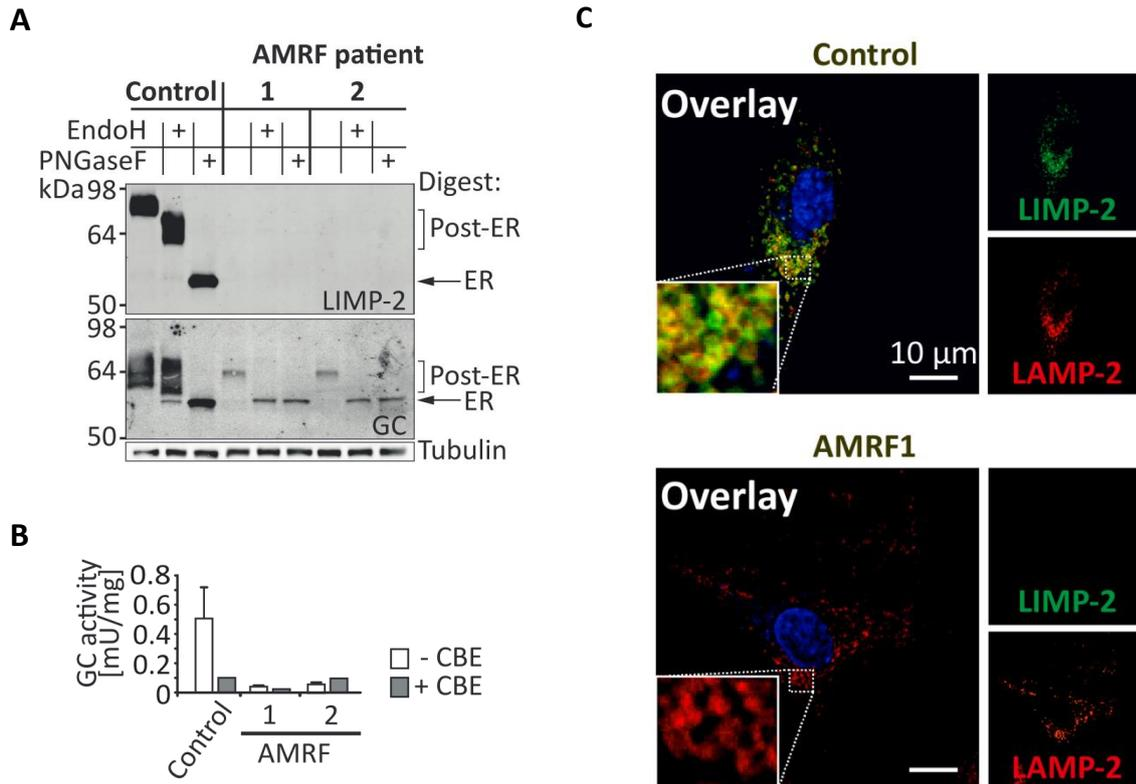 A
AMRF patient
Control 1 2
EndoH + + +
PNGaseF + + +
kDa 98 Digest:
64 Post-ER
ER
50 LIMP-2
98
64 Post-ER
ER
50 GC
Tubulin
B
GC activity
[mU/mg]
0.8
0.6
0.4
0.2
0
- CBE
+ CBE
Control 1 2
AMRF
C
Control
Overlay
10 µm
LIMP-2
LAMP-2
AMRF1
Overlay
LIMP-2
LAMP-2